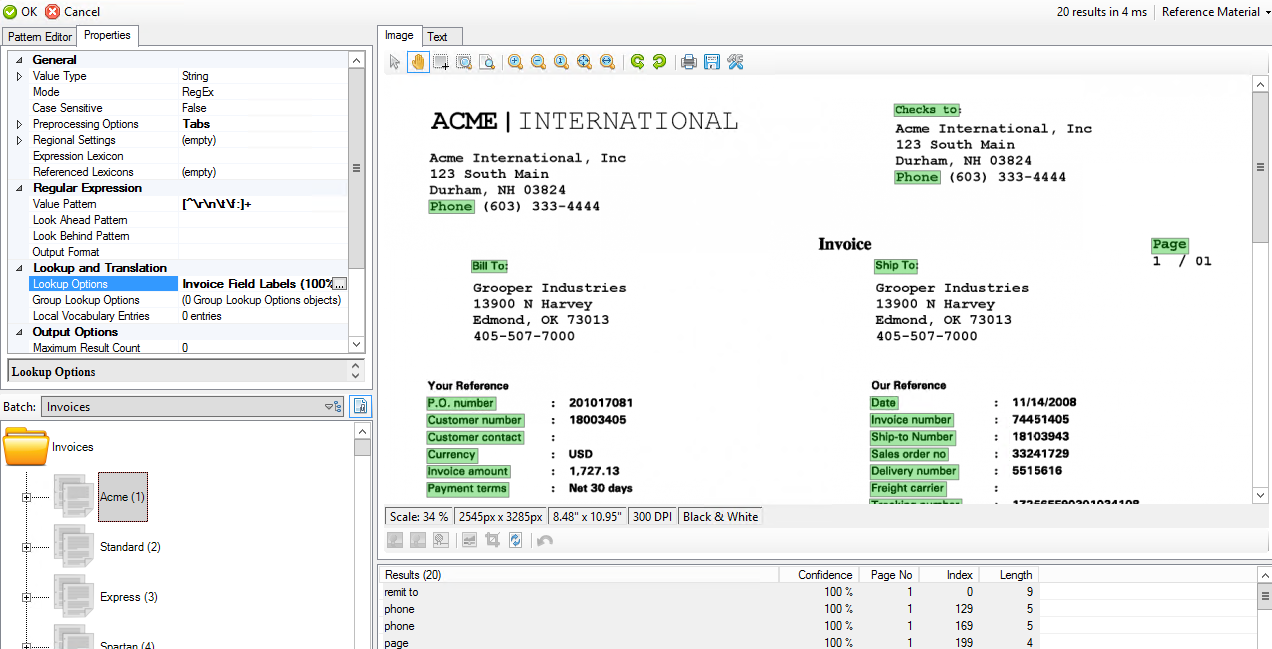 OK Cancel 20 results in 4 ms Reference Material
Pattern Editor Properties
General
Value Type String
Mode RegEx
Case Sensitive False
Preprocessing Options Tabs
Regional Settings (empty)
Expression Lexicon
Referenced Lexicons (empty)
Regular Expression
Value Pattern [^\r\n\t\f:]+
Look Ahead Pattern
Look Behind Pattern
Output Format
Lookup and Translation
Lookup Options Invoice Field Labels (100% ...
Group Lookup Options (0 Group Lookup Options objects)
Local Vocabulary Entries 0 entries
Output Options
Maximum Result Count 0
Lookup Options
Batch: Invoices
Invoices
Acme (1)
Standard (2)
Express (3)
Spartan (4)
Image Text
ACME | INTERNATIONAL
Acme International, Inc
123 South Main
Durham, NH 03824
Phone (603) 333-4444
Checks to:
Acme International, Inc
123 South Main
Durham, NH 03824
Phone (603) 333-4444
Invoice
Page
1 / 01
Bill To:
Grooper Industries
13900 N Harvey
Edmond, OK 73013
405-507-7000
Ship To:
Grooper Industries
13900 N Harvey
Edmond, OK 73013
405-507-7000
Your Reference
P.O. number : 201017081
Customer number : 18003405
Customer contact :
Currency : USD
Invoice amount : 1,727.13
Payment terms : Net 30 days
Our Reference
Date : 11/14/2008
Invoice number : 74451405
Ship-to Number : 18103943
Sales order no : 33241729
Delivery number : 5515616
Freight carrier :
Tracking number
Scale: 34 % 2545px x 3285px 8.48" x 10.95" 300 DPI Black & White
Results (20) Confidence Page No Index Length
remit to 100 % 1 0 9
phone 100 % 1 129 5
phone 100 % 1 169 5
page 100 % 1 199 4